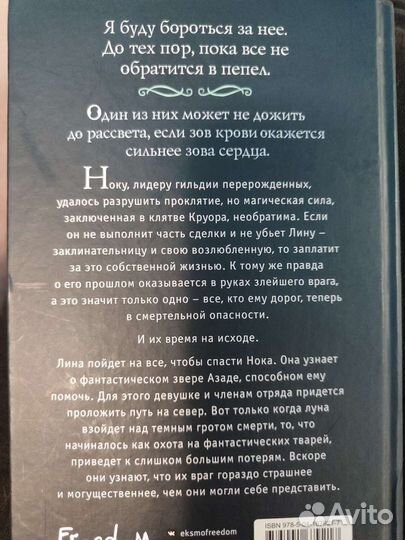 Я буду бороться за нее.
До тех пор, пока все не
обратится в пепел.
Один из них может не дожить
до рассвета, если зов крови окажется
сильнее зова сердца.
Ноку, лидеру гильдии перерожденных,
удалось разрушить проклятие, но магическая сила,
заключенная в клятве Круора, необратима. Если
он не выполнит часть сделки и не убьет Лину –
заклинательницу и свою возлюбленную, то заплатит
за это собственной жизнью. К тому же правда
о его прошлом оказывается в руках злейшего врага,
а это значит только одно – все, кто ему дорог, теперь
в смертельной опасности.
И их время на исходе.
Лина пойдет на все, чтобы спасти Нока. Она узнает
о фантастическом звере Азаде, способном ему
помочь. Для этого девушке и членам отряда придется
проложить путь на север. Вот только когда луна
взойдет над темным гротом смерти, то, что
начиналось как охота на фантастических тварей,
приведет к слишком большим потерям. Вскоре
они узнают, что их враг гораздо страшнее
и могущественнее, чем они могли себе представить.
eksmofreedom
ISBN 978-5-
Avito